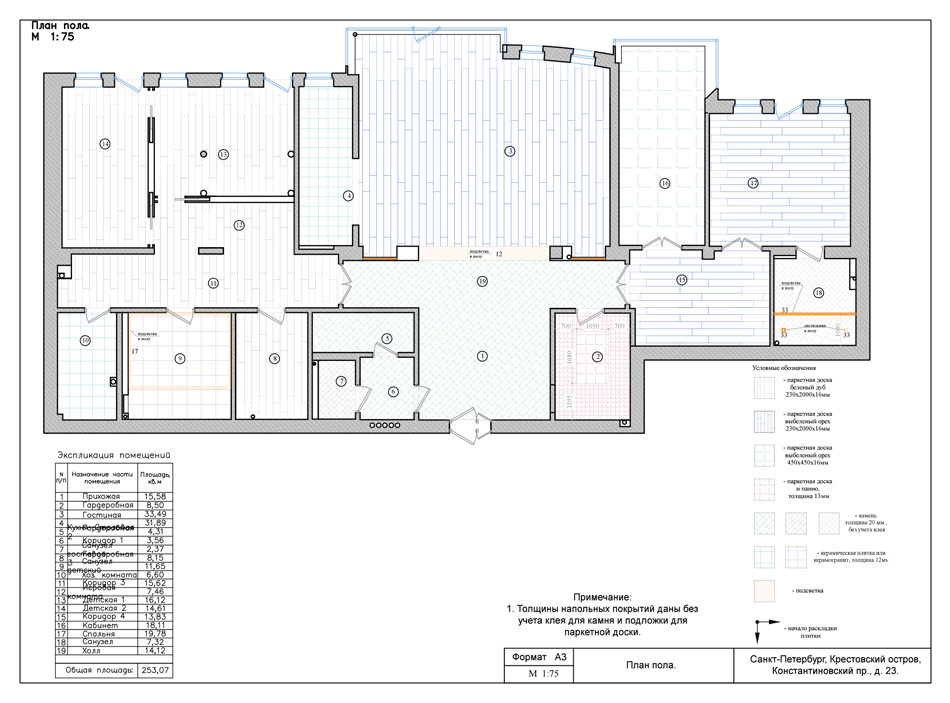 План пола.
М 1:75
14
13
3
4
16
17
12
подсветка
в полу
12
11
19
15
18
подсветка
в полу
33
светильник
в полу
33
33
10
подсветка
в полу
17
9
8
5
7
6
1
700
1050
700
2
1680
1195
Экспликация помещений
N п/п
Назначение части помещения
Площадь, кв.м
1 Прихожая 15,58
2 Гардеробная 8,50
3 Гостиная 33,49
4 31,89
5 Гардеробная 2 4,31
6 Коридор 1 3,56
7 Санузел 2,37
8 Гардеробная 3 8,15
9 Санузел детский 11,65
10 Хоз. комната 6,60
11 Коридор 3 15,62
12 Игровая комната 7,46
13 Детская 1 16,12
14 Детская 2 14,61
15 Коридор 4 13,83
16 Кабинет 18,11
17 Спальня 19,78
18 Санузел 7,32
19 Холл 14,12
Общая площадь: 253,07
Условные обозначения
- паркетная доска
беленый дуб
230х2000х16мм
- паркетная доска
выбеленый орех
230х2000х16мм
- паркетная доска
выбеленый орех
450х450х16мм
- паркетная доска
и панно,
толщина 13мм
- камень
толщина 20 мм ,
без учета клея
- керамическая плитка или
керамогранит, толщина 12мм
- подсветка
- начало раскладки
плитки
Примечание:
1. Толщины напольных покрытий даны без
учета клея для камня и подложки для
паркетной доски.
Формат А3
М 1:75
План пола.
Санкт-Петербург, Крестовский остров,
Константиновский пр., д. 23.